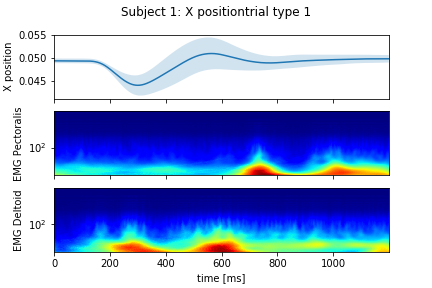 Subject 1: X positiontrial type 1
X position
0.055
0.050
0.045
EMG Pectoralis
10²
EMG Deltoid
10²
0 200 400 600 800 1000
time [ms]